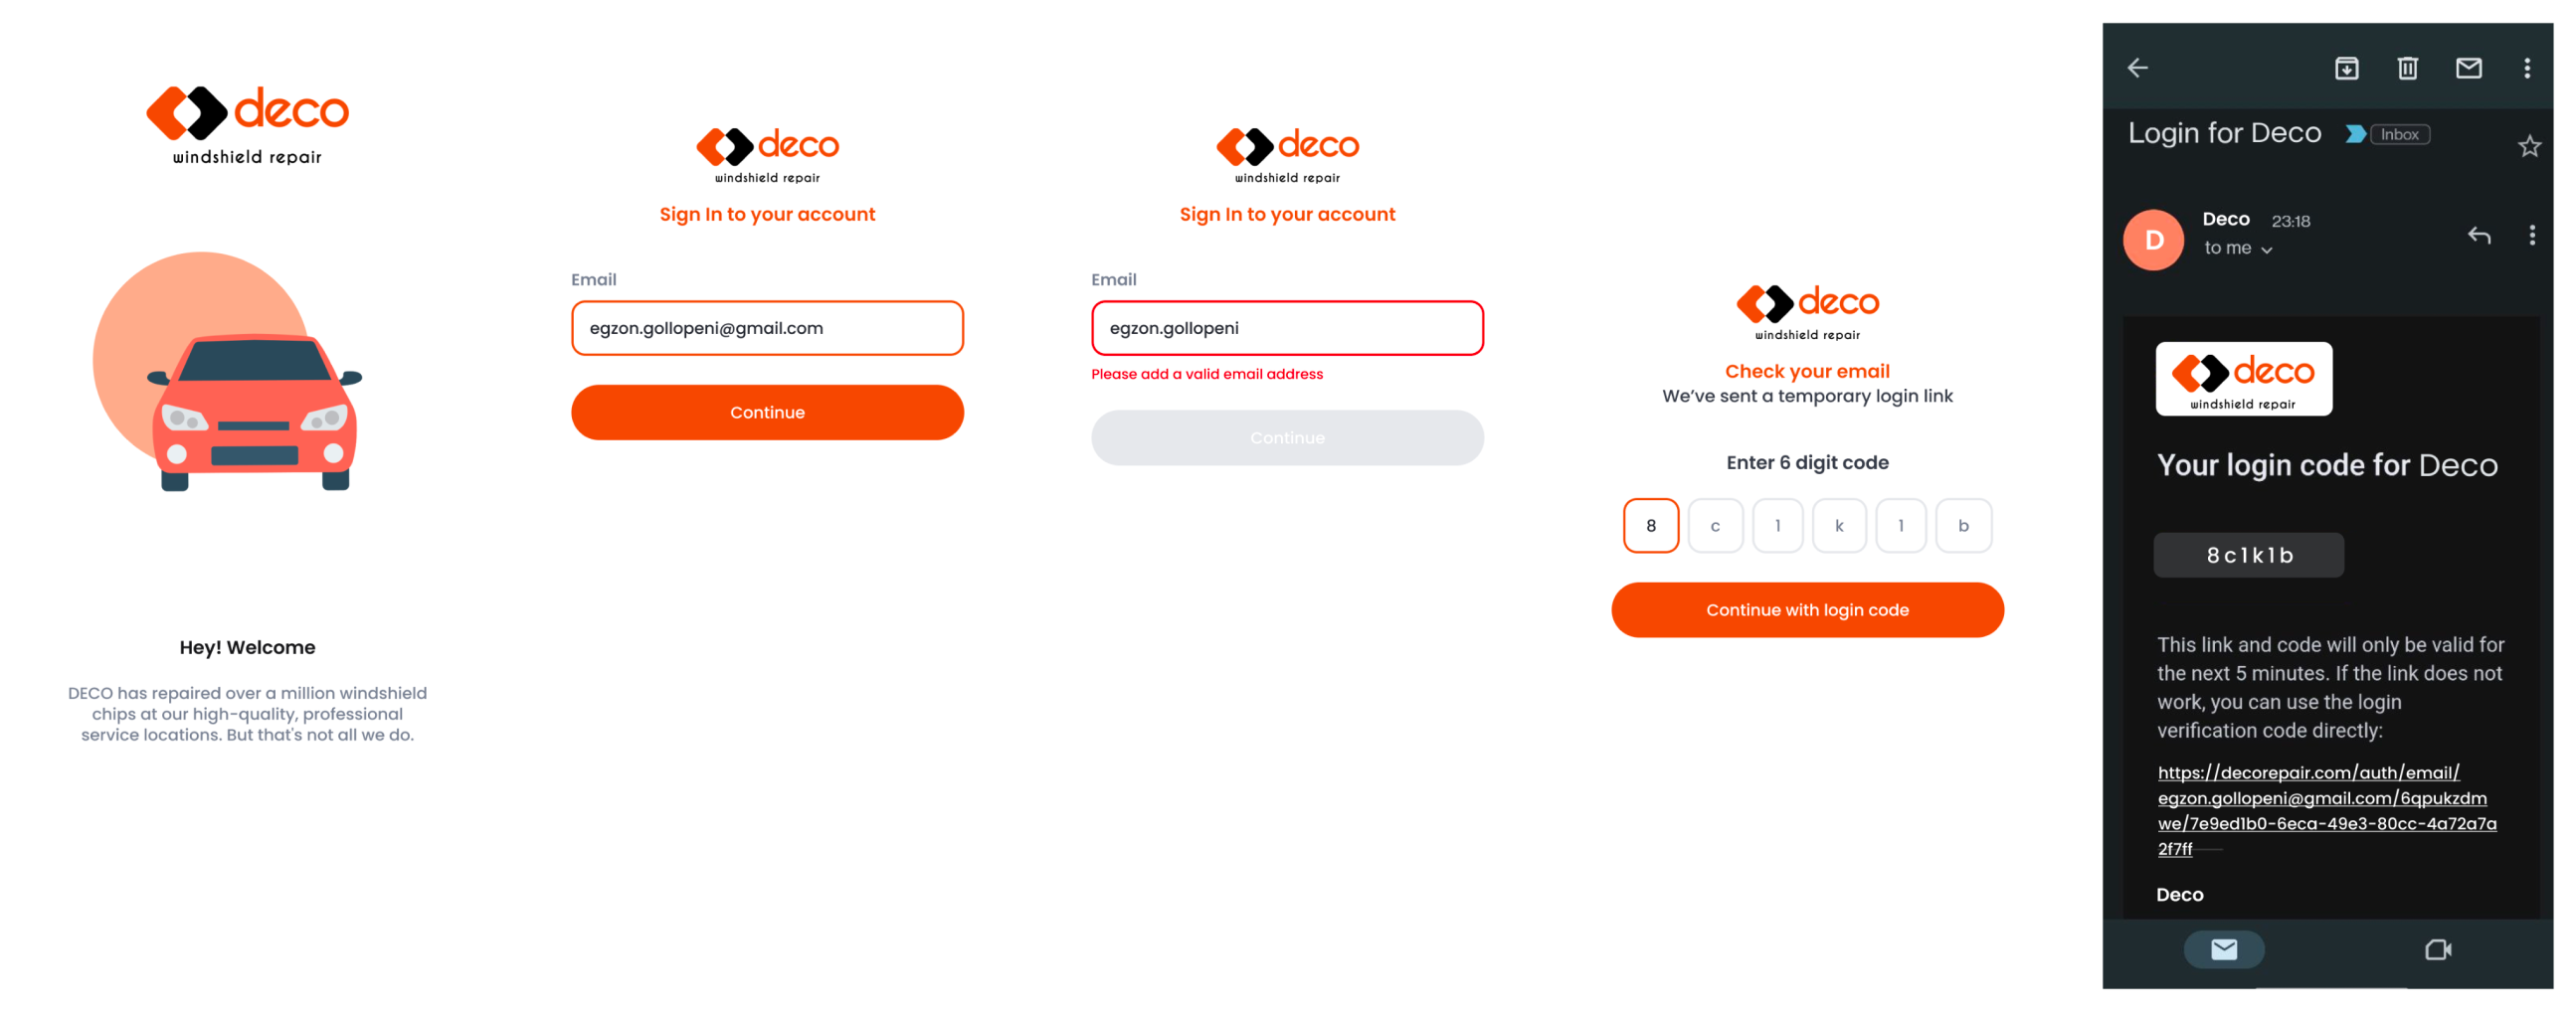 deco
windshield repair
Hey! Welcome
DECO has repaired over a million windshield
chips at our high-quality, professional
service locations. But that's not all we do.
deco
windshield repair
Sign In to your account
Email
egzon.gollopeni@gmail.com
Continue
deco
windshield repair
Sign In to your account
Email
egzon.gollopeni
Please add a valid email address
Continue
deco
windshield repair
Check your email
We've sent a temporary login link
Enter 6 digit code
8 c 1 k 1 b
Continue with login code
Login for Deco Inbox
D
Deco 23:18
to me
deco
windshield repair
Your login code for Deco
8c1k1b
This link and code will only be valid for
the next 5 minutes. If the link does not
work, you can use the login
verification code directly:
https://decorepair.com/auth/email/
egzon.gollopeni@gmail.com/6qpukzdm
we/7e9ed1b0-6eca-49e3-80cc-4a72a7a
2f7ff
Deco